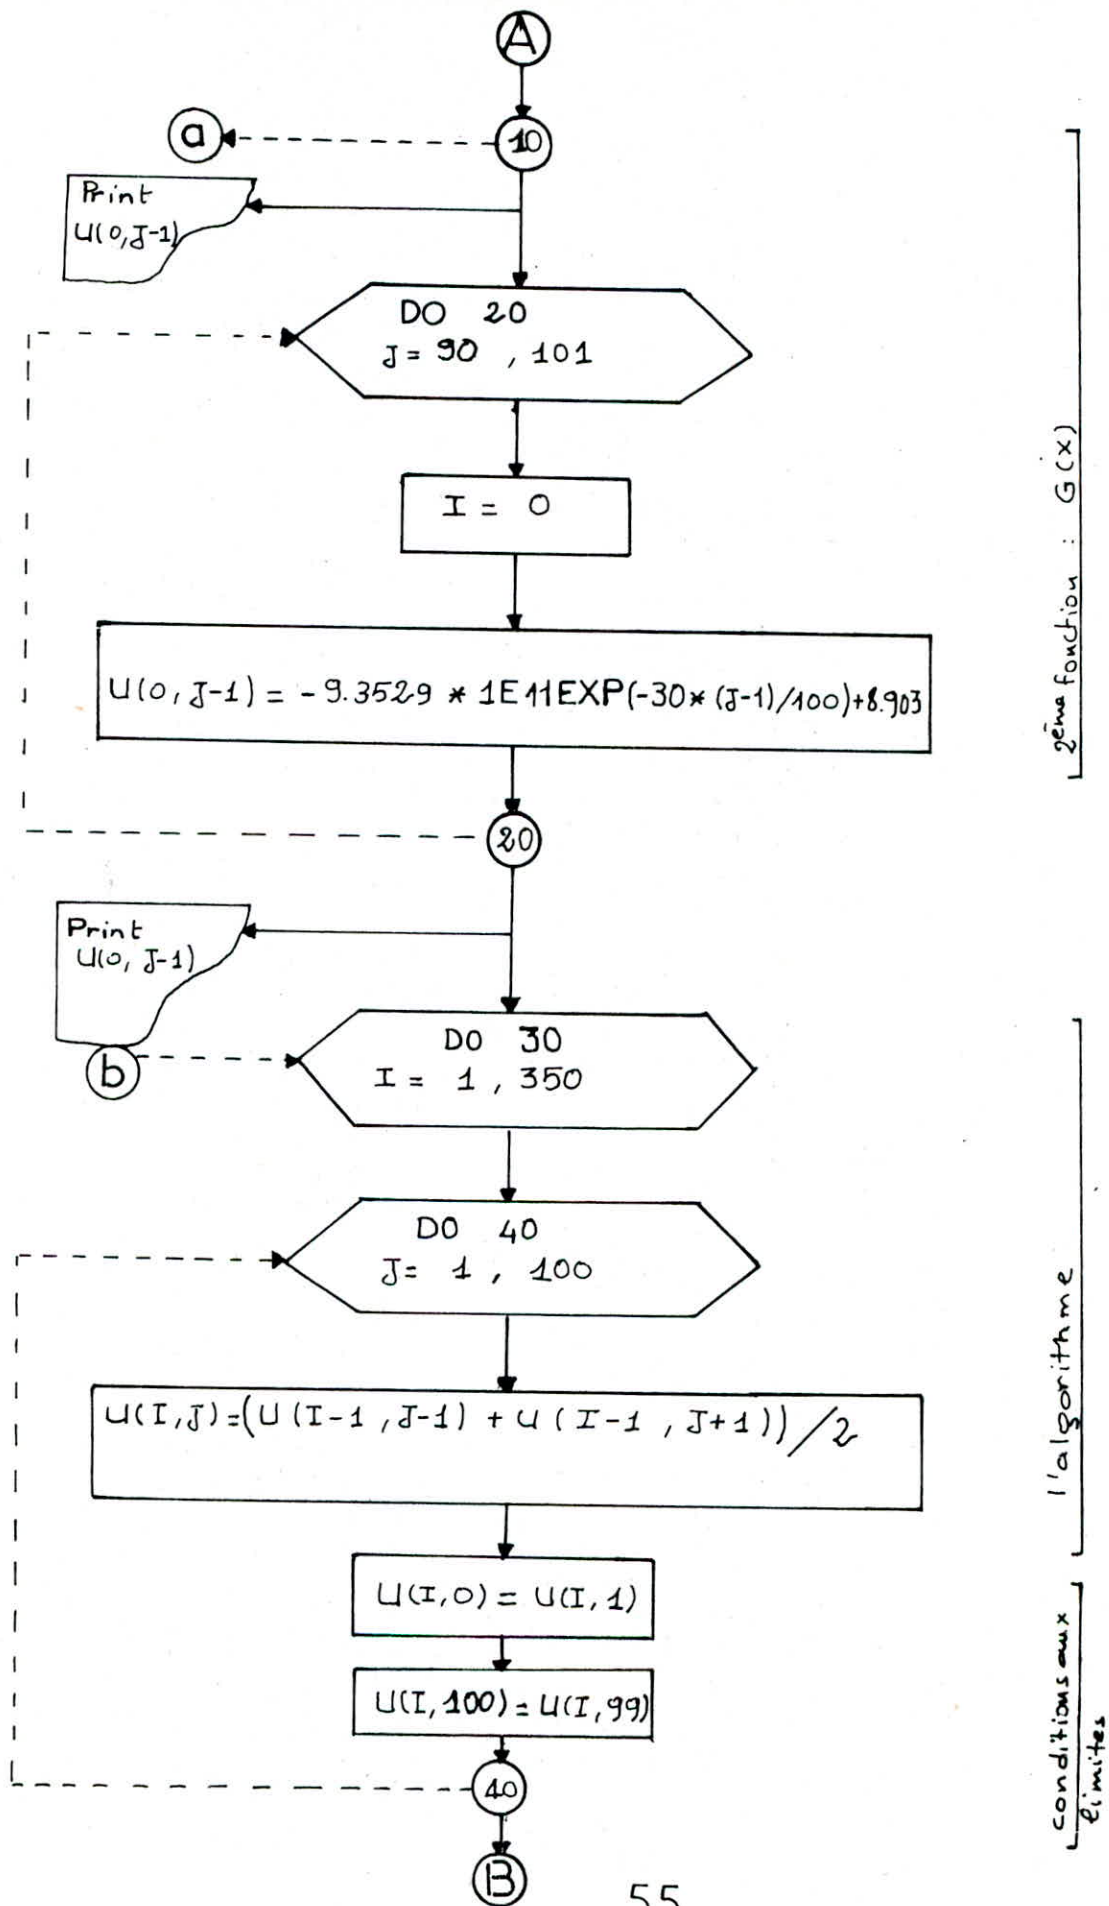 A
a
10
Print
U(0,J-1)
DO 20
J= 90 , 101
I = 0
U(0,J-1) = -9.3529 * 1E11EXP(-30*(J-1)/100)+8.903
2ème fonction : G(x)
20
Print
U(0, J-1)
b
DO 30
I = 1 , 350
DO 40
J= 1 , 100
U(I,J)=(U(I-1,J-1) + U(I-1,J+1))/2
l'algorithme
U(I,0) = U(I,1)
U(I,100)=U(I,99)
conditions aux
limites
40
B
55